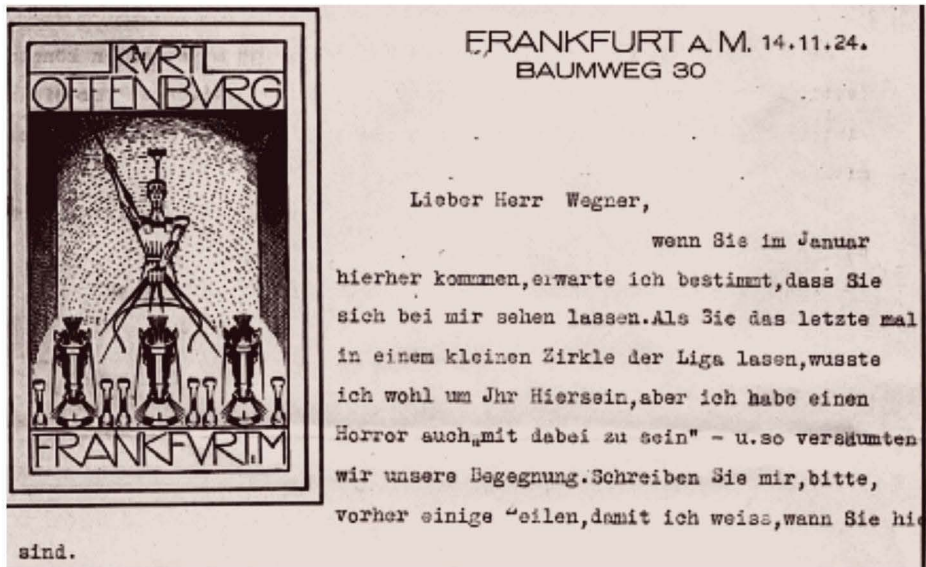 KVRT
OFFENBVRG
FRANKFVRT.M
FRANKFURT A M. 14.11.24.
BAUMWEG 30
Lieber Herr Wegner,
wenn Sie im Januar
hierher kommmen,erwarte ich bestimmt,dass Sie
sich bei mir sehen lassen.Als Sie das letzte mal
in einem kleinen Zirkle der Liga lasen,wusste
ich wohl um Jhr Hiersein,aber ich habe einen
Horror auch„mit dabei zu sein" - u.so versäumten
wir unsere Begegnung.Schreiben Sie mir,bitte,
vorher einige "eilen,damit ich weiss,wann Sie hie
sind.